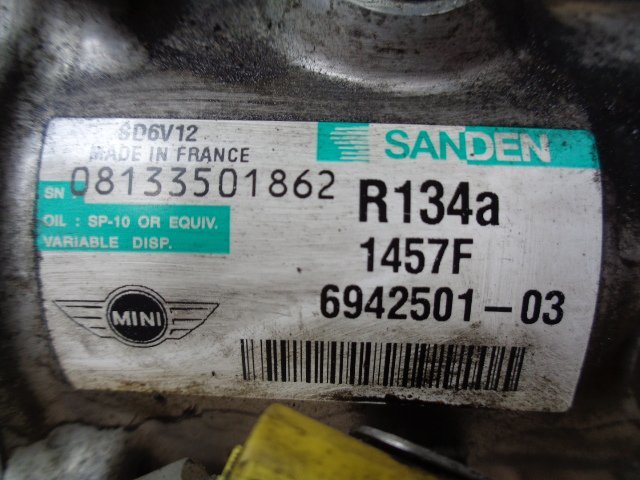 SD6V12
MADE IN FRANCE
SANDEN
SN 08133501862
R134a
OIL : SP-10 OR EQUIV.
VARIABLE DISP.
1457F
6942501-03
MINI